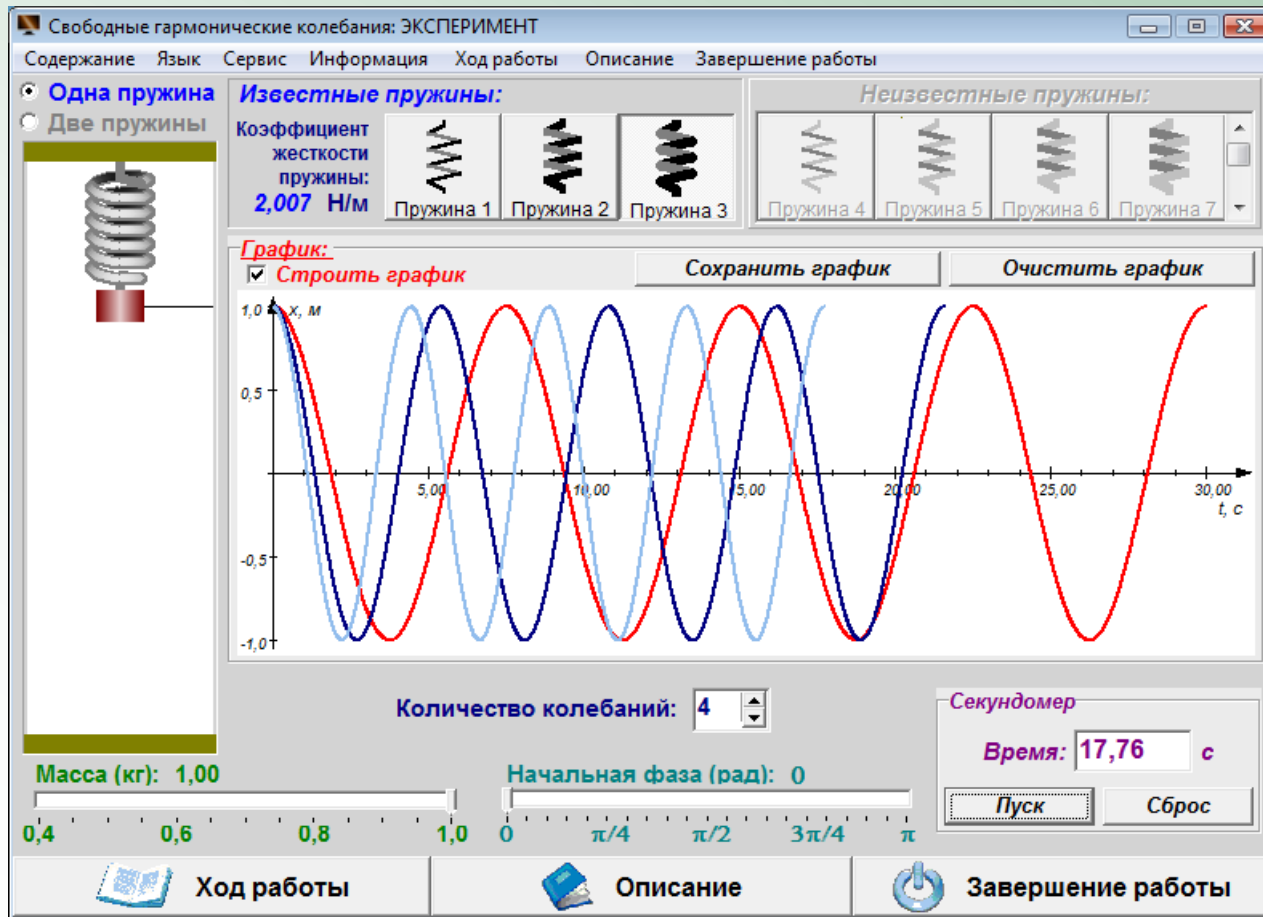 Свободные гармонические колебания: ЭКСПЕРИМЕНТ
Содержание Язык Сервис Информация Ход работы Описание Завершение работы
Одна пружина
Две пружины
Известные пружины:
Коэффициент
жесткости
пружины:
2,007 Н/м
Пружина 1 Пружина 2 Пружина 3
Неизвестные пружины:
Пружина 4 Пружина 5 Пружина 6 Пружина 7
График:
Строить график
Сохранить график
Очистить график
1,0 x, м
0,5
5,00 10,00 15,00 20,00 25,00 30,00
t, с
-0,5
-1,0
Количество колебаний: 4
Секундомер
Время: 17,76 с
Пуск Сброс
Масса (кг): 1,00
0,4 0,6 0,8 1,0
Начальная фаза (рад): 0
0 π/4 π/2 3π/4 π
Ход работы
Описание
Завершение работы